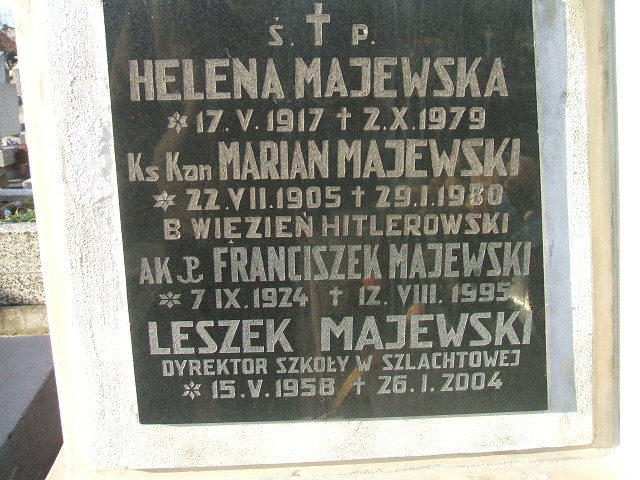 Ś. † P.
HELENA MAJEWSKA
* 17. V. 1917 † 2. X. 1979
Ks Kan MARIAN MAJEWSKI
* 22. VII. 1905 † 29. I. 1980
B WIĘZIEŃ HITLEROWSKI
AK FRANCISZEK MAJEWSKI
* 7 IX. 1924 † 12. VIII. 1995
LESZEK MAJEWSKI
DYREKTOR SZKOŁY W SZLACHTOWEJ
* 15. V. 1958 † 26. I. 2004